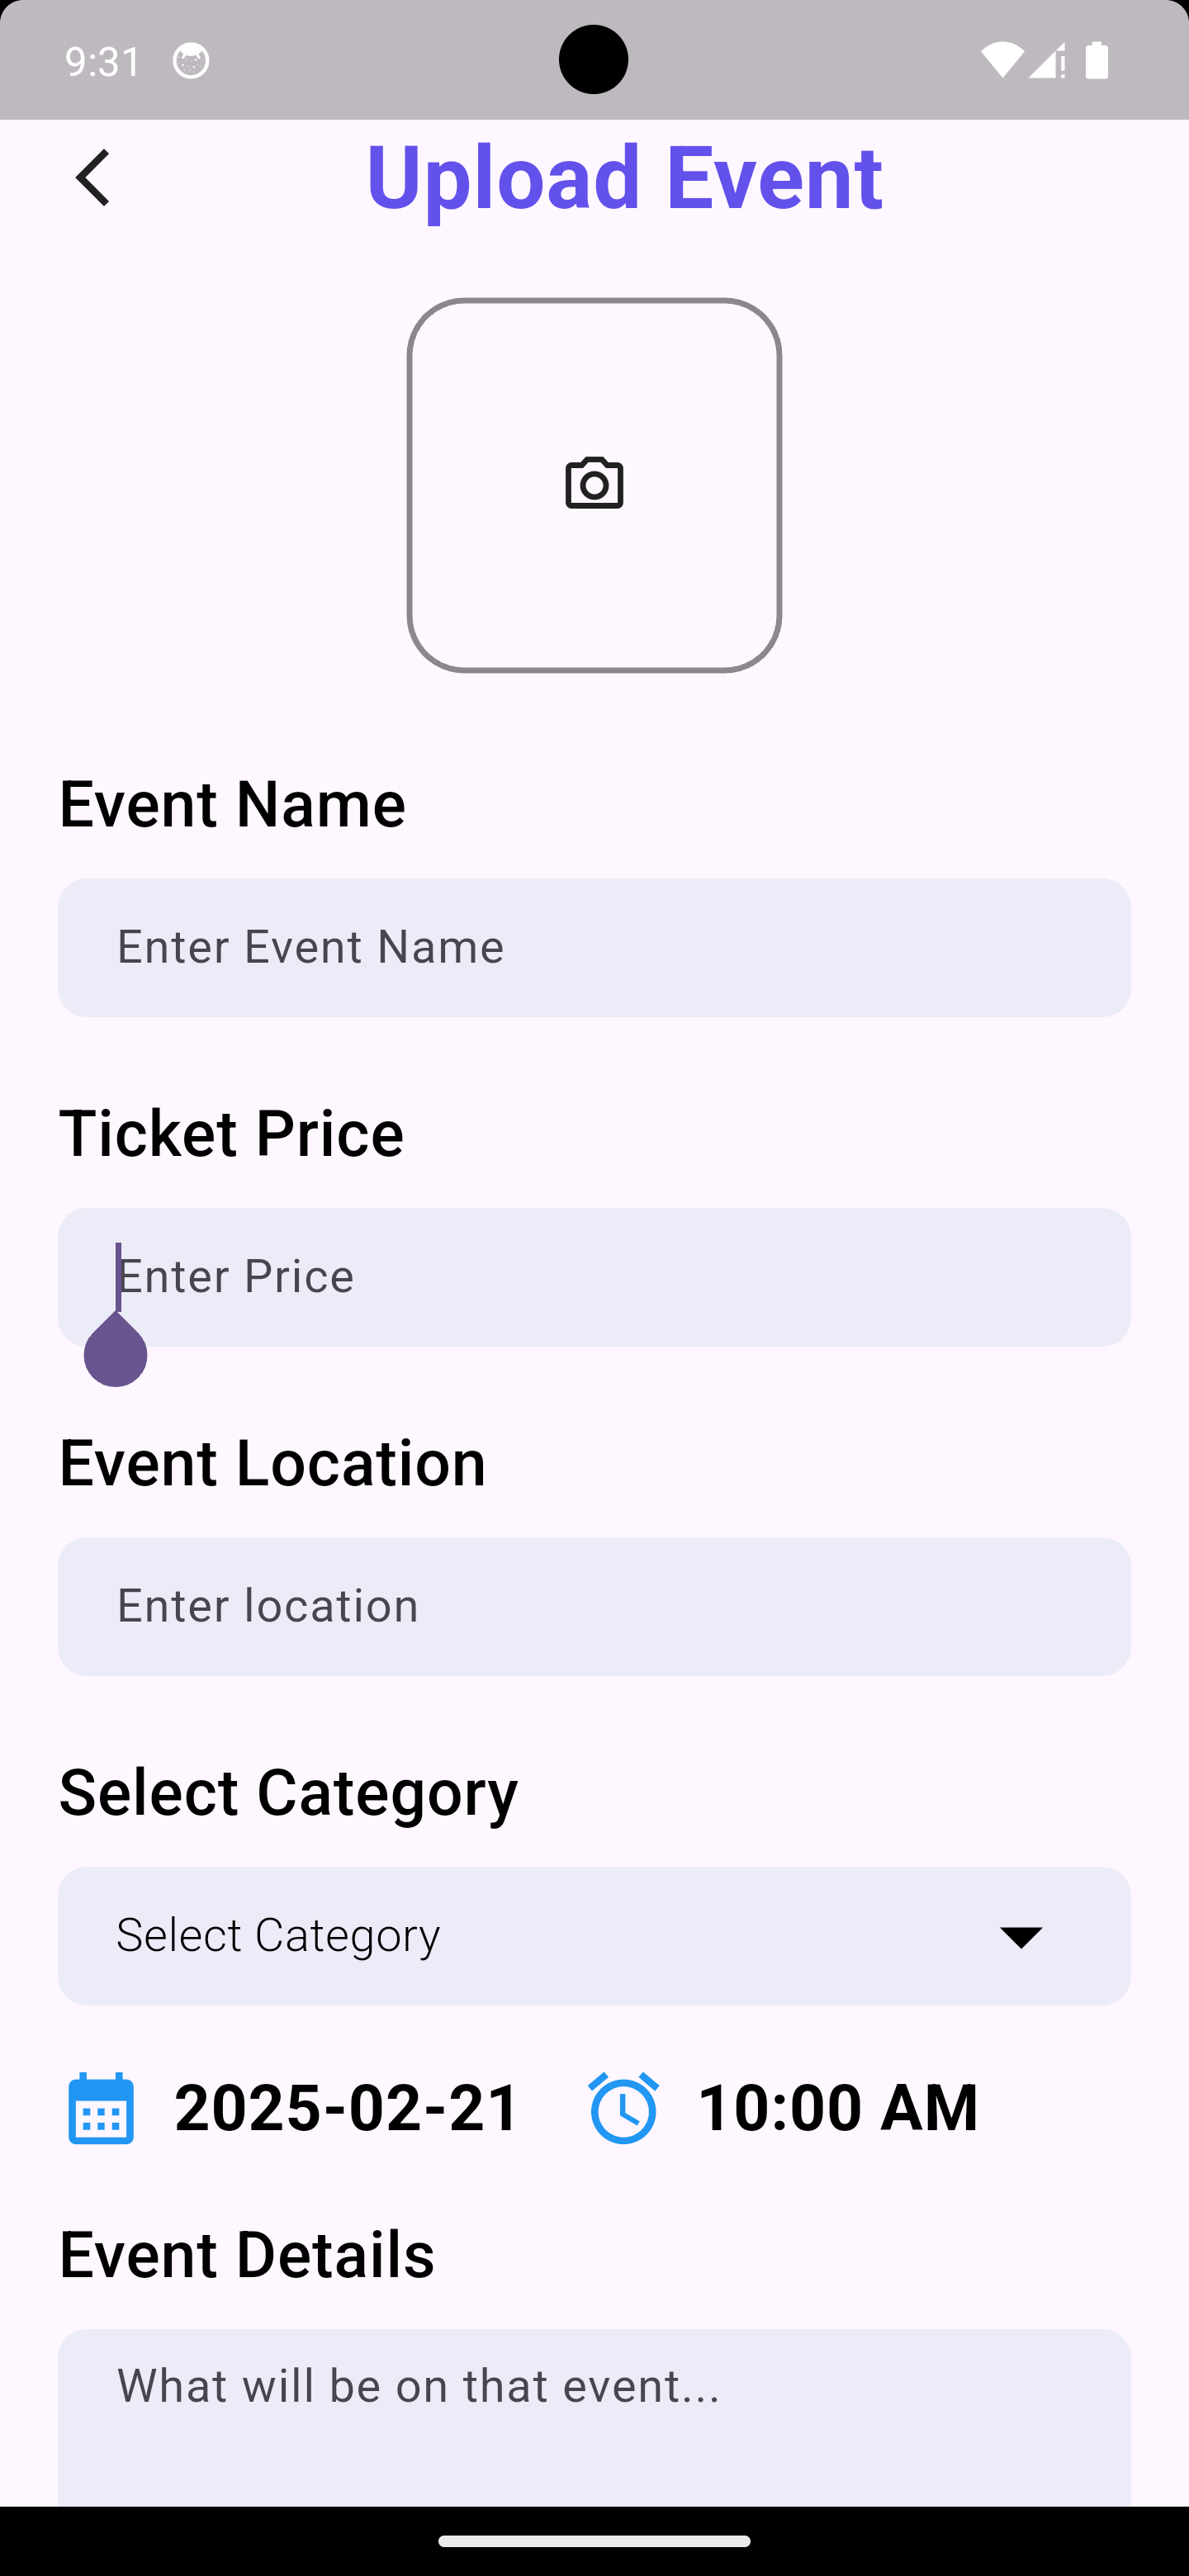 9:31
Upload Event
Event Name
Enter Event Name
Ticket Price
Enter Price
Event Location
Enter location
Select Category
Select Category
2025-02-21 10:00 AM
Event Details
What will be on that event...